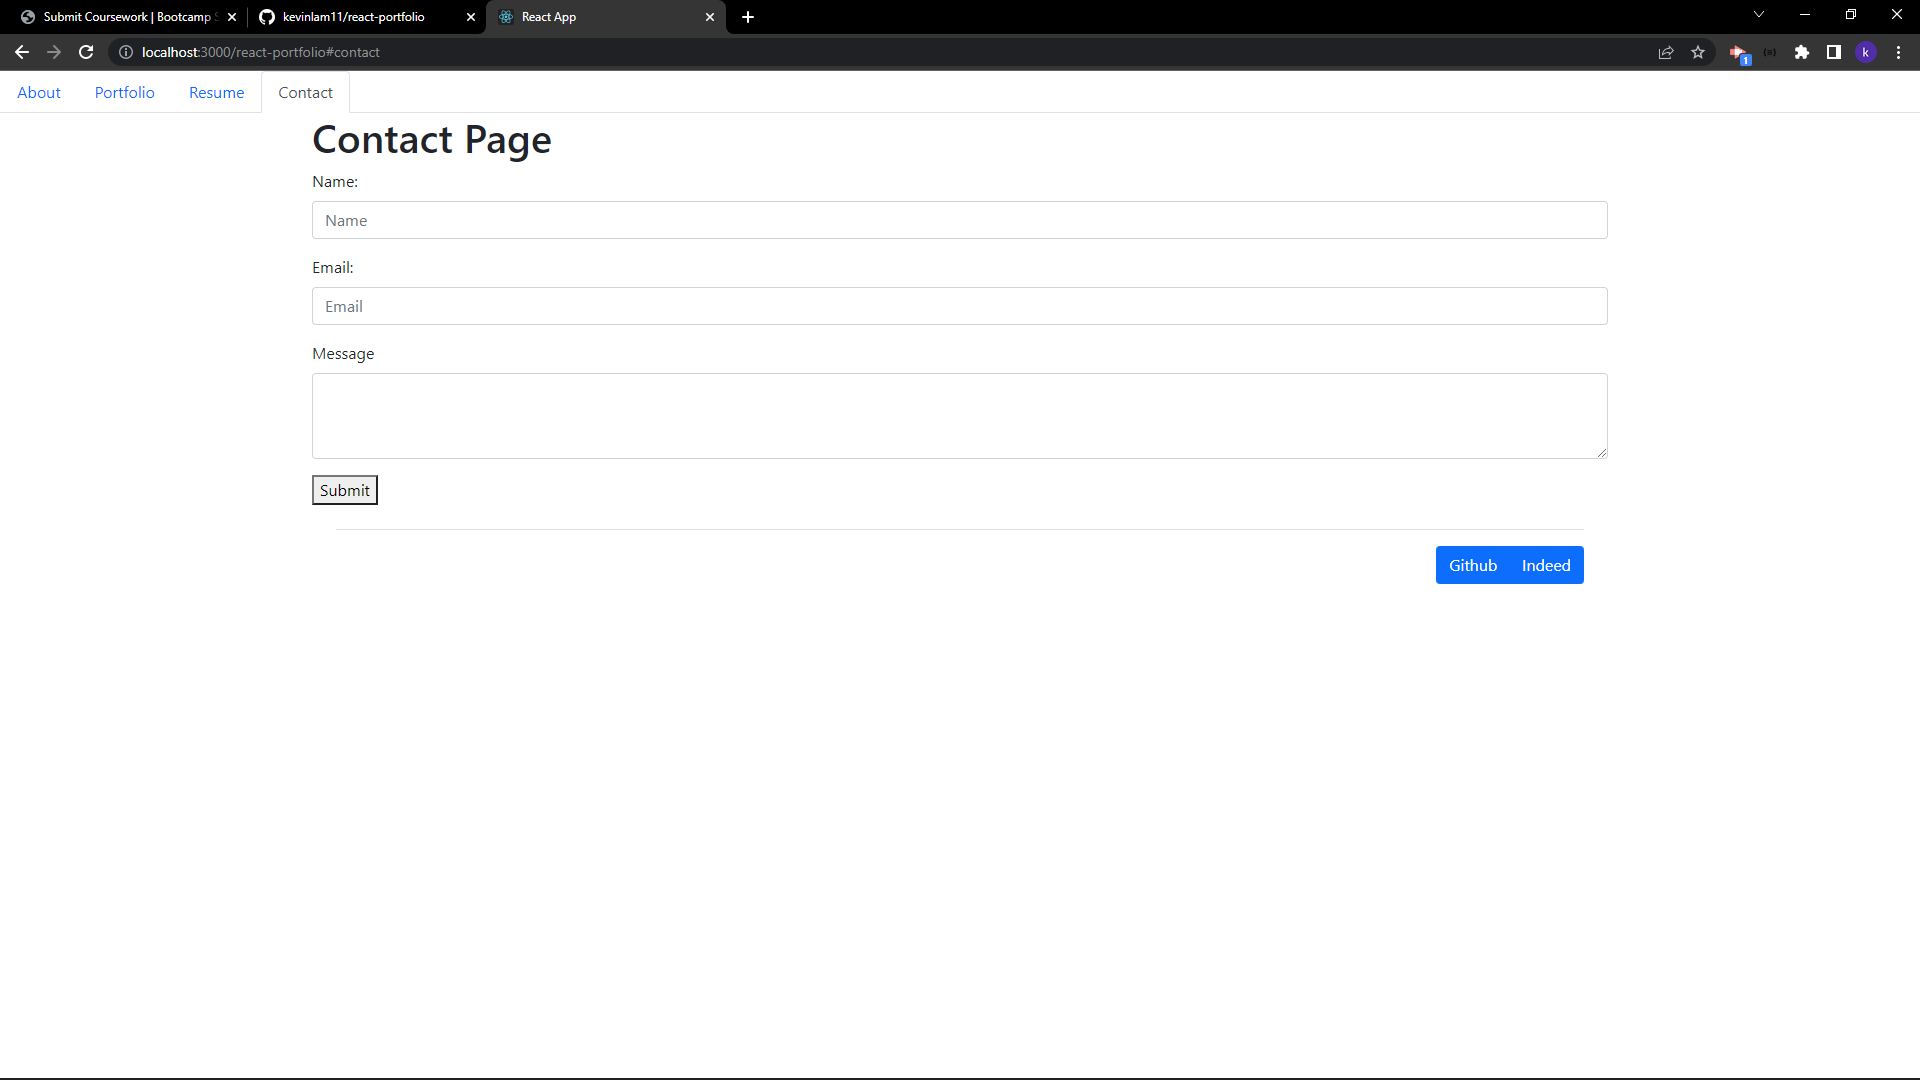 Submit Coursework | Bootcamp
kevinlam11/react-portfolio
React App
localhost:3000/react-portfolio#contact
1
k
About
Portfolio
Resume
Contact
Contact Page
Name:
Name
Email:
Email
Message
Submit
Github
Indeed